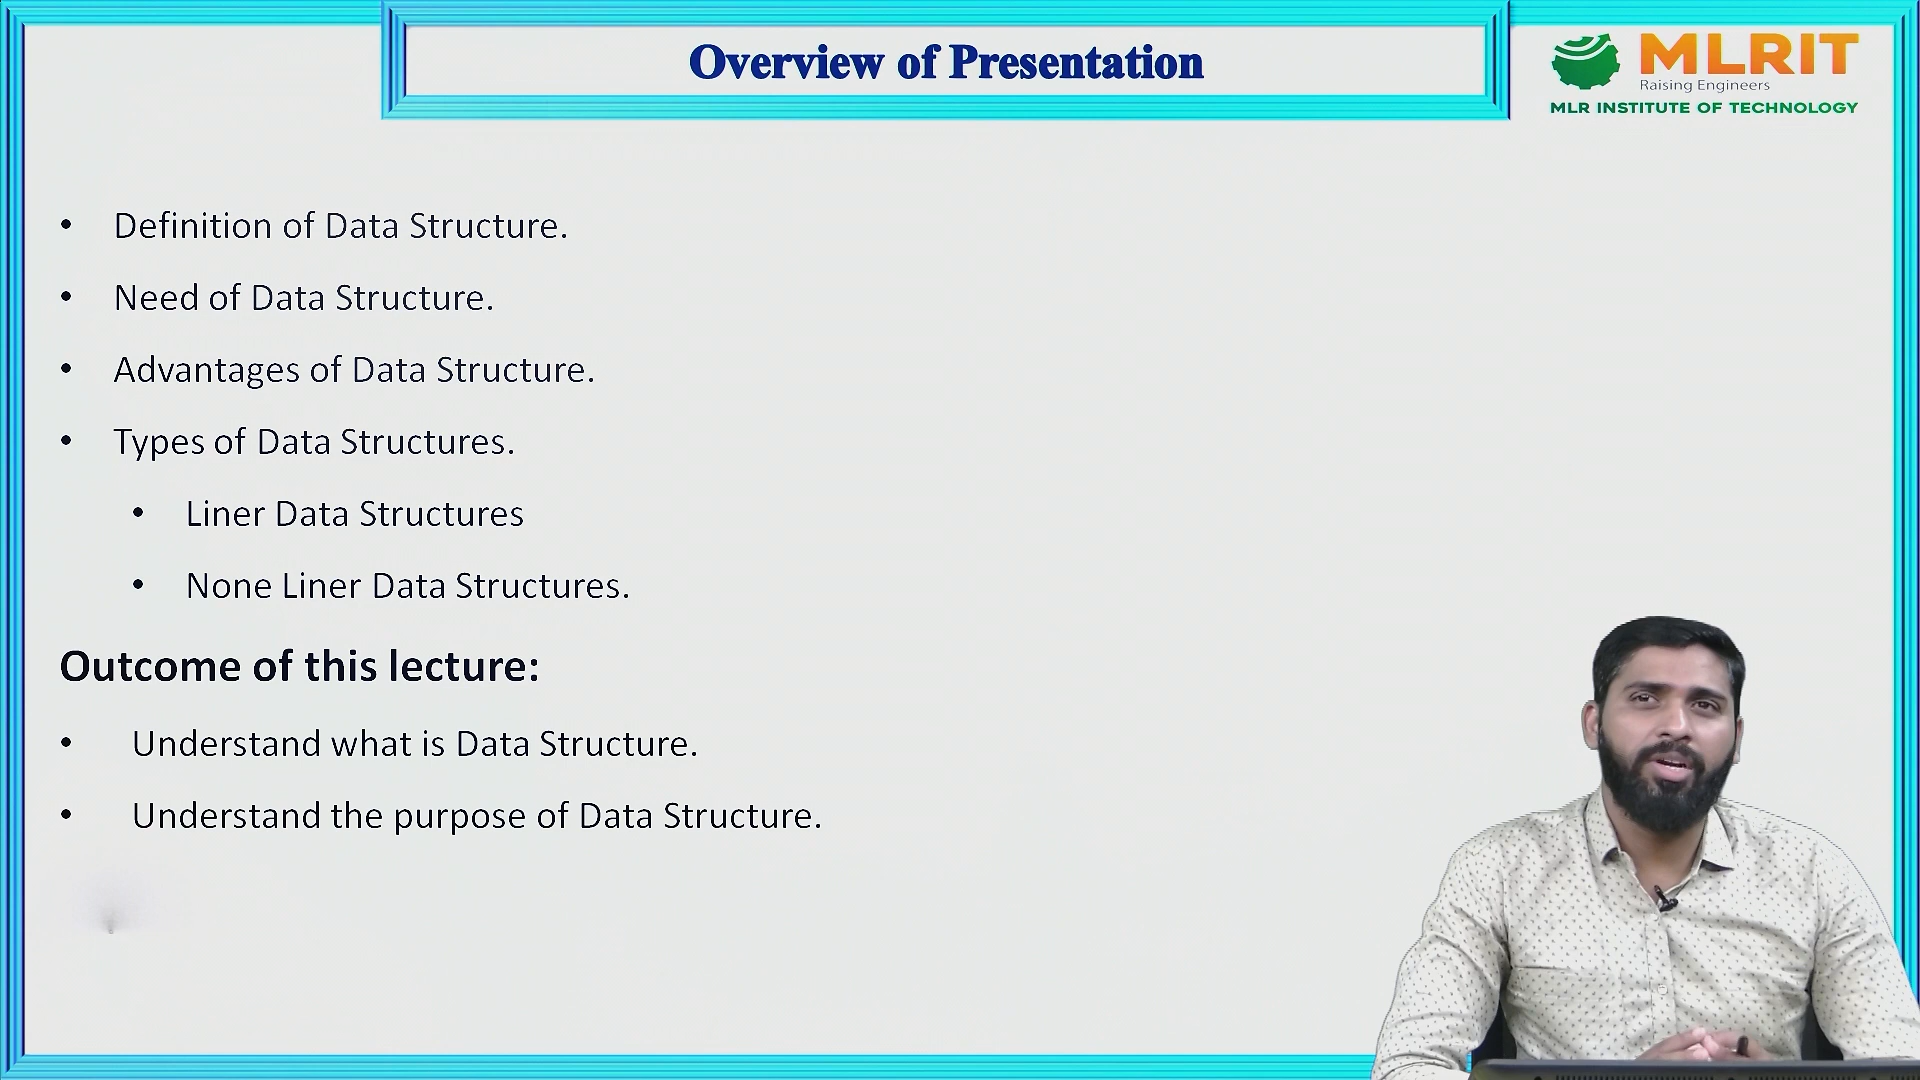 Overview of Presentation
MLRIT
Raising Engineers
MLR INSTITUTE OF TECHNOLOGY
• Definition of Data Structure.
• Need of Data Structure.
• Advantages of Data Structure.
• Types of Data Structures.
• Liner Data Structures
• None Liner Data Structures.
Outcome of this lecture:
• Understand what is Data Structure.
• Understand the purpose of Data Structure.